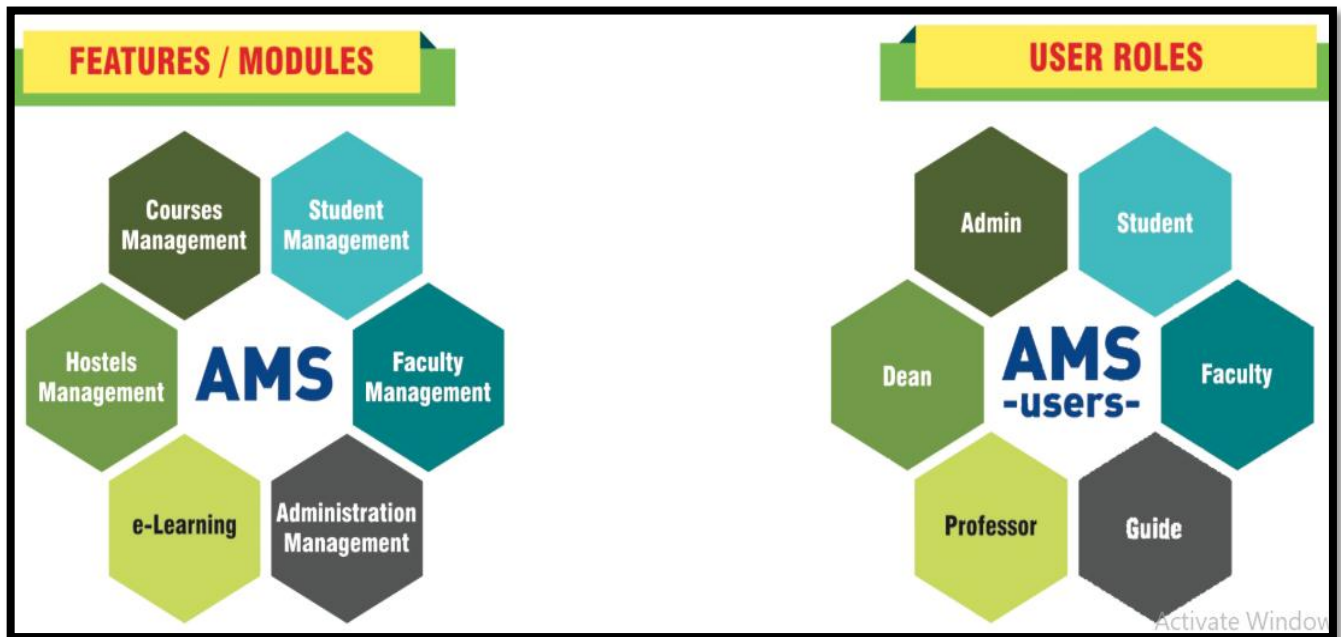 FEATURES / MODULES
USER ROLES
Courses
Management
Student
Management
Hostels
Management
AMS
Faculty
Management
e-Learning
Administration
Management
Admin
Student
Dean
AMS
-users-
Faculty
Professor
Guide
Activate Window